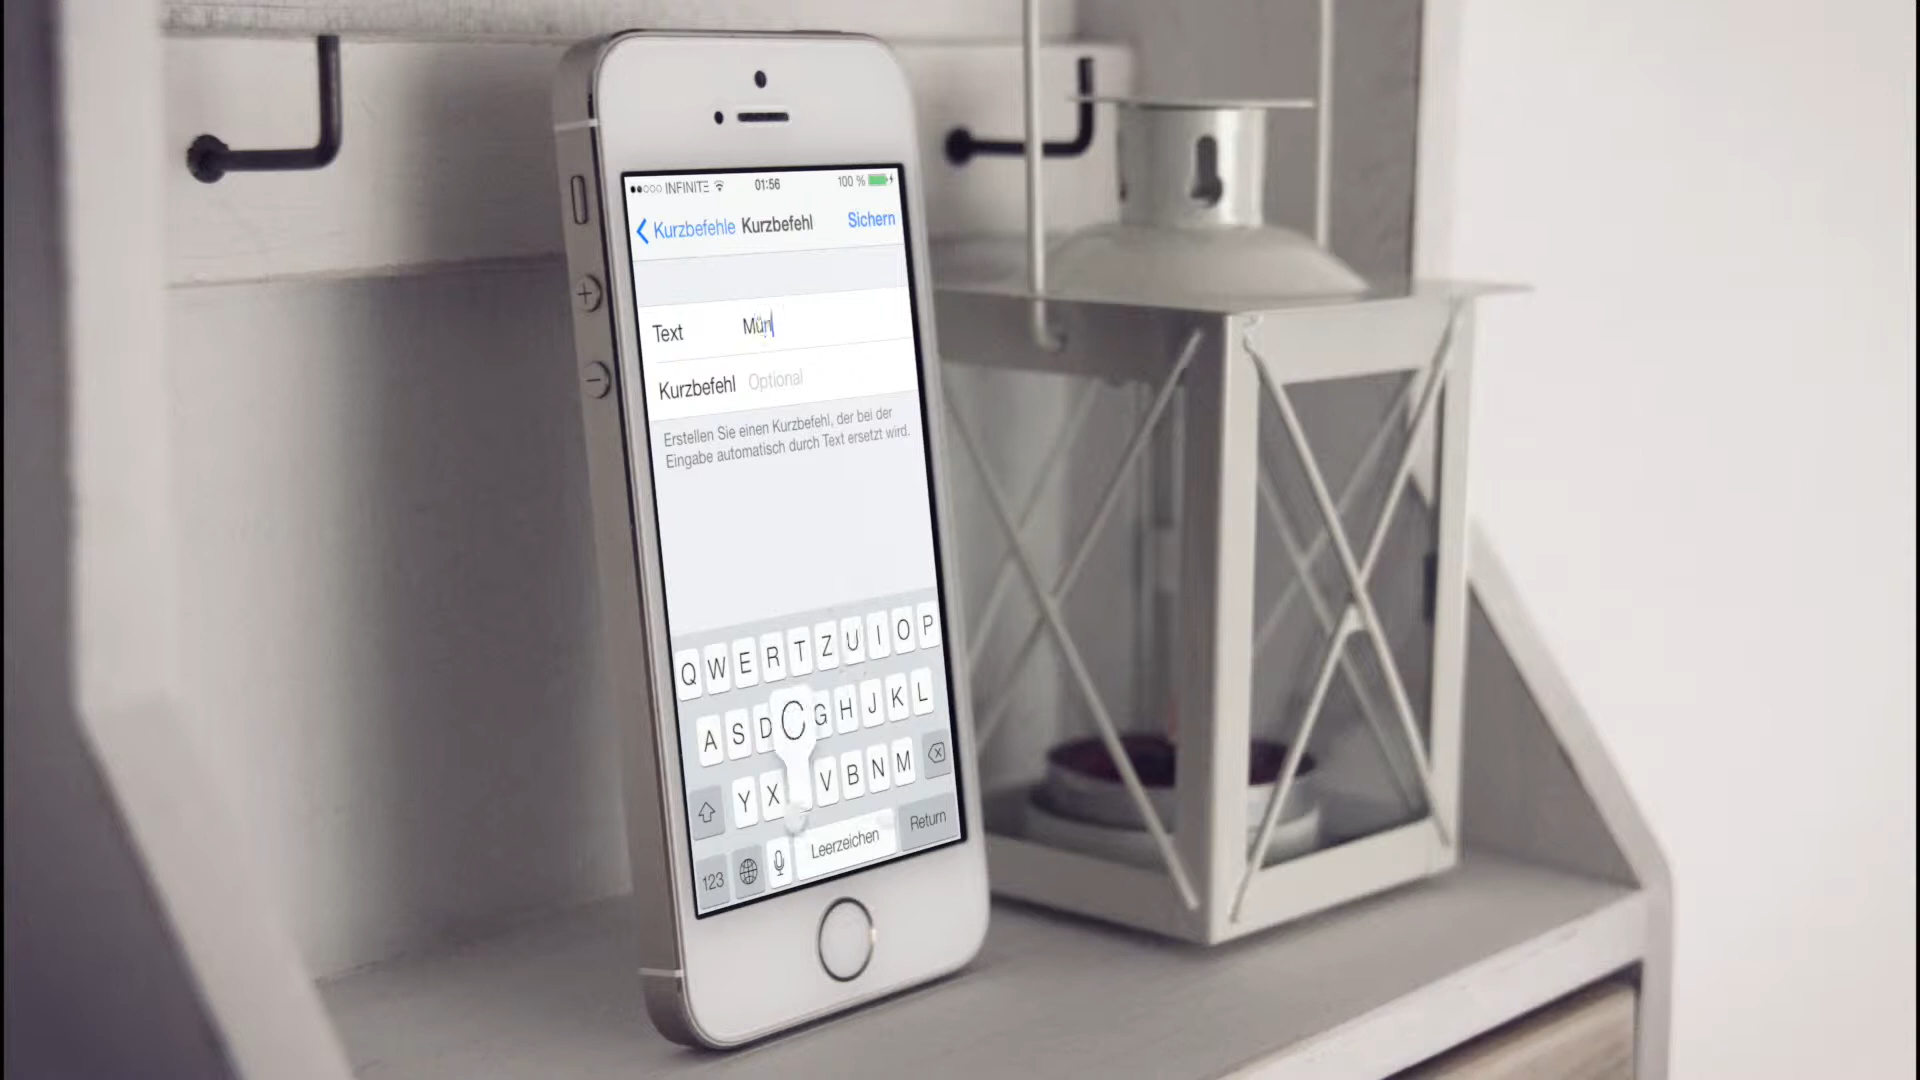 INFINITE 01:56 100 %
Kurzbefehle Kurzbefehl Sichern
Text Mün
Kurzbefehl Optional
Erstellen Sie einen Kurzbefehl, der bei der
Eingabe automatisch durch Text ersetzt wird.
Q W E R T Z U I O P
A S D C G H J K L
Y X V B N M
123 Leerzeichen Return